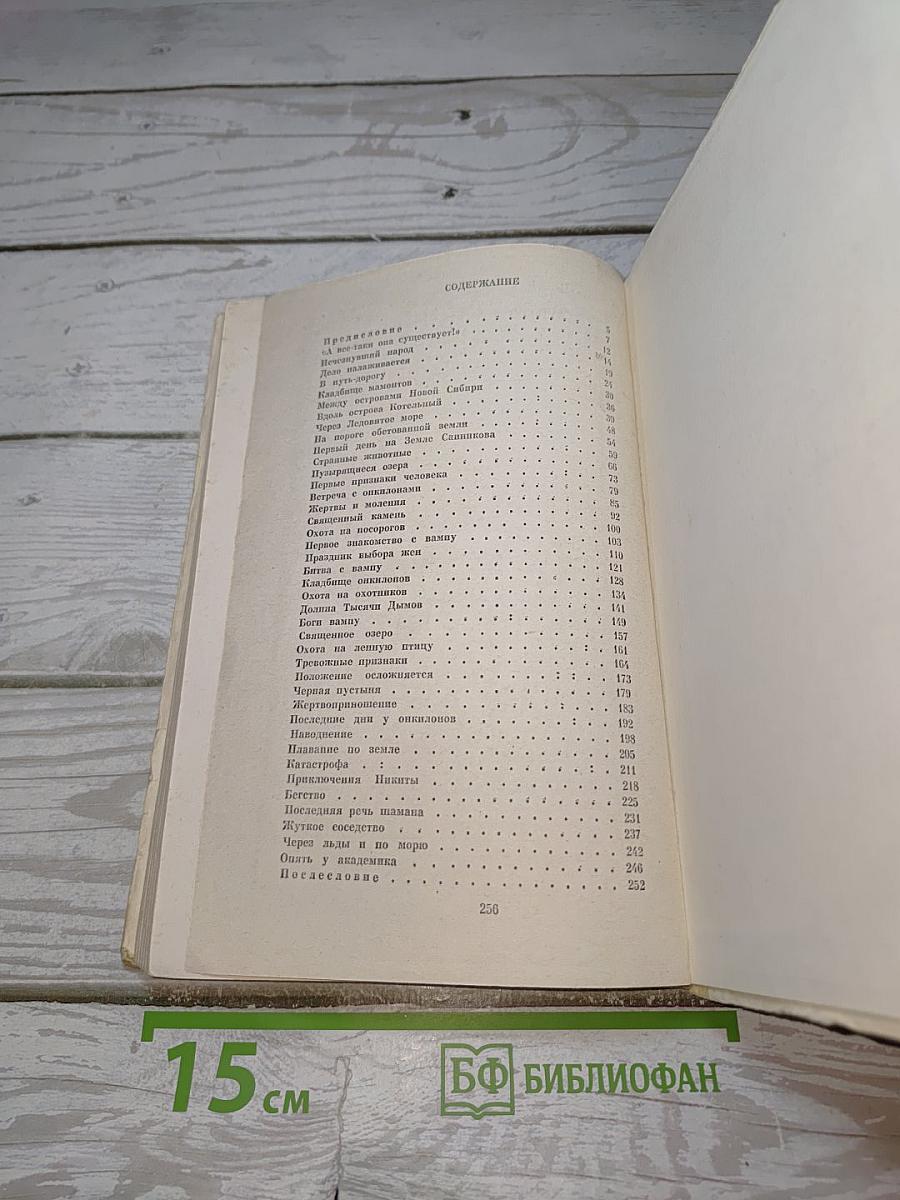 СОДЕРЖАНИЕ
Предисловие 5
«А все-таки она существует!» 7
Исчезнувший народ 12
Дело налаживается 14
В путь-дорогу 19
Кладбище мамонтов 24
Между островами Новой Сибири 30
Вдоль острова Котельный 36
Через Ледовитое море 39
На пороге обетованной земли 48
Первый день на Земле Санникова 54
Странные животные 59
Пузырящиеся озера 66
Первые признаки человека 73
Встреча с онкилонами 79
Жертвы и моления 85
Священный камень 92
Охота на носорогов 100
Первое знакомство с вампу 103
Праздник выбора жен 110
Битва с вампу 121
Кладбище онкилонов 128
Охота на охотников 134
Долина Тысячи Дымов 141
Боги вампу 149
Священное озеро 157
Охота на ленную птицу 161
Тревожные признаки 164
Положение осложняется 173
Черная пустыня 179
Жертвоприношение 183
Последние дни у онкилонов 192
Наводнение 198
Плавание по земле 205
Катастрофа 211
Приключения Никиты 218
Бегство 225
Последняя речь шамана 231
Жуткое соседство 237
Через льды и по морю 242
Опять у академика 246
Послесловие 252
256
15 см
БФ БИБЛИОФАН